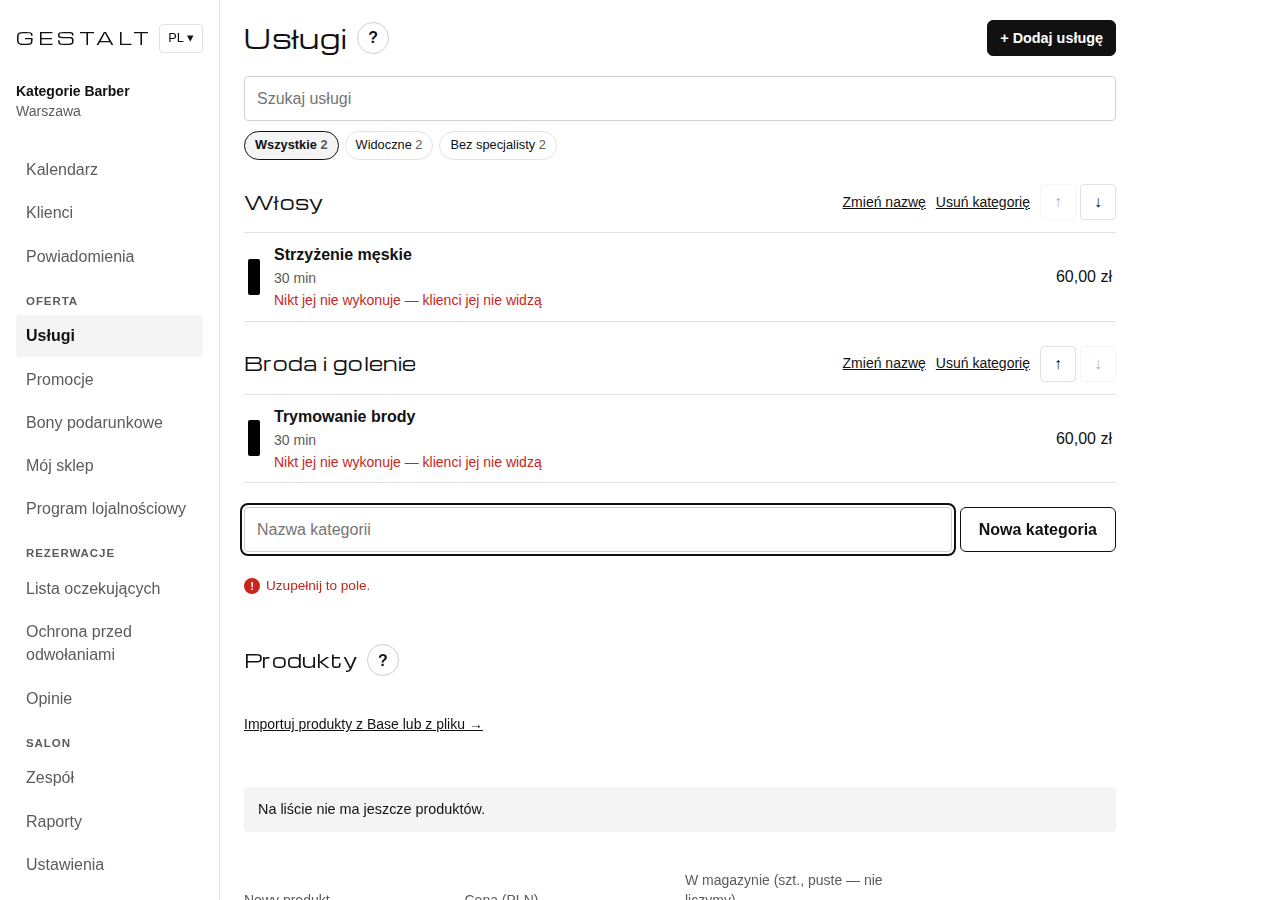 GESTALT
PL ▾
Kategorie Barber
Warszawa
Kalendarz
Klienci
Powiadomienia
OFERTA
Usługi
Promocje
Bony podarunkowe
Mój sklep
Program lojalnościowy
REZERWACJE
Lista oczekujących
Ochrona przed
odwołaniami
Opinie
SALON
Zespół
Raporty
Ustawienia
Usługi ?
+ Dodaj usługę
Szukaj usługi
Wszystkie 2 Widoczne 2 Bez specjalisty 2
Włosy Zmień nazwę Usuń kategorię ↑ ↓
Strzyżenie męskie
30 min
60,00 zł
Nikt jej nie wykonuje — klienci jej nie widzą
Broda i golenie Zmień nazwę Usuń kategorię ↑ ↓
Trymowanie brody
30 min
60,00 zł
Nikt jej nie wykonuje — klienci jej nie widzą
Nazwa kategorii Nowa kategoria
! Uzupełnij to pole.
Produkty ?
Importuj produkty z Base lub z pliku →
Na liście nie ma jeszcze produktów.
W magazynie (szt., puste — nie
Nowy produkt Cena (PLN) liczymy)